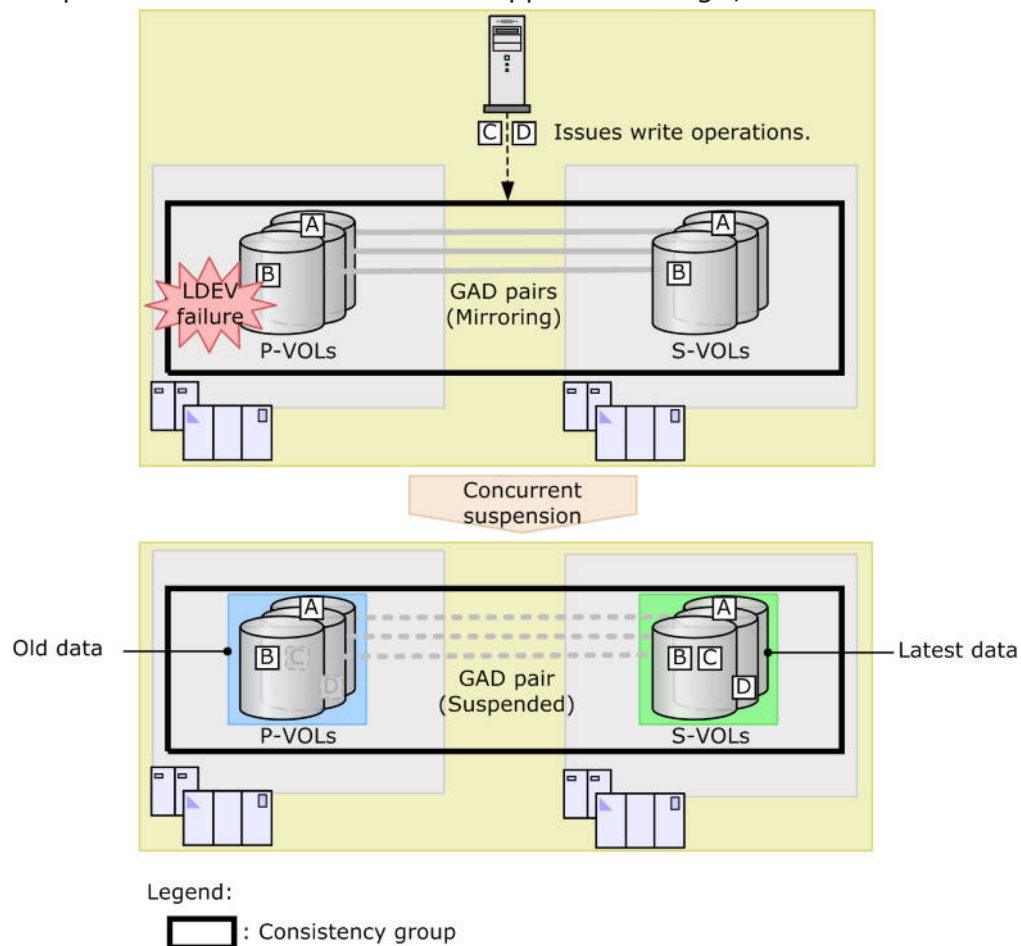 C D Issues write operations.
A A
B B
LDEV
failure
GAD pairs
(Mirroring)
P-VOLs S-VOLs
Concurrent
suspension
A A
Old data B C B C Latest data
D D
GAD pair
(Suspended)
P-VOLs S-VOLs
Legend:
: Consistency group